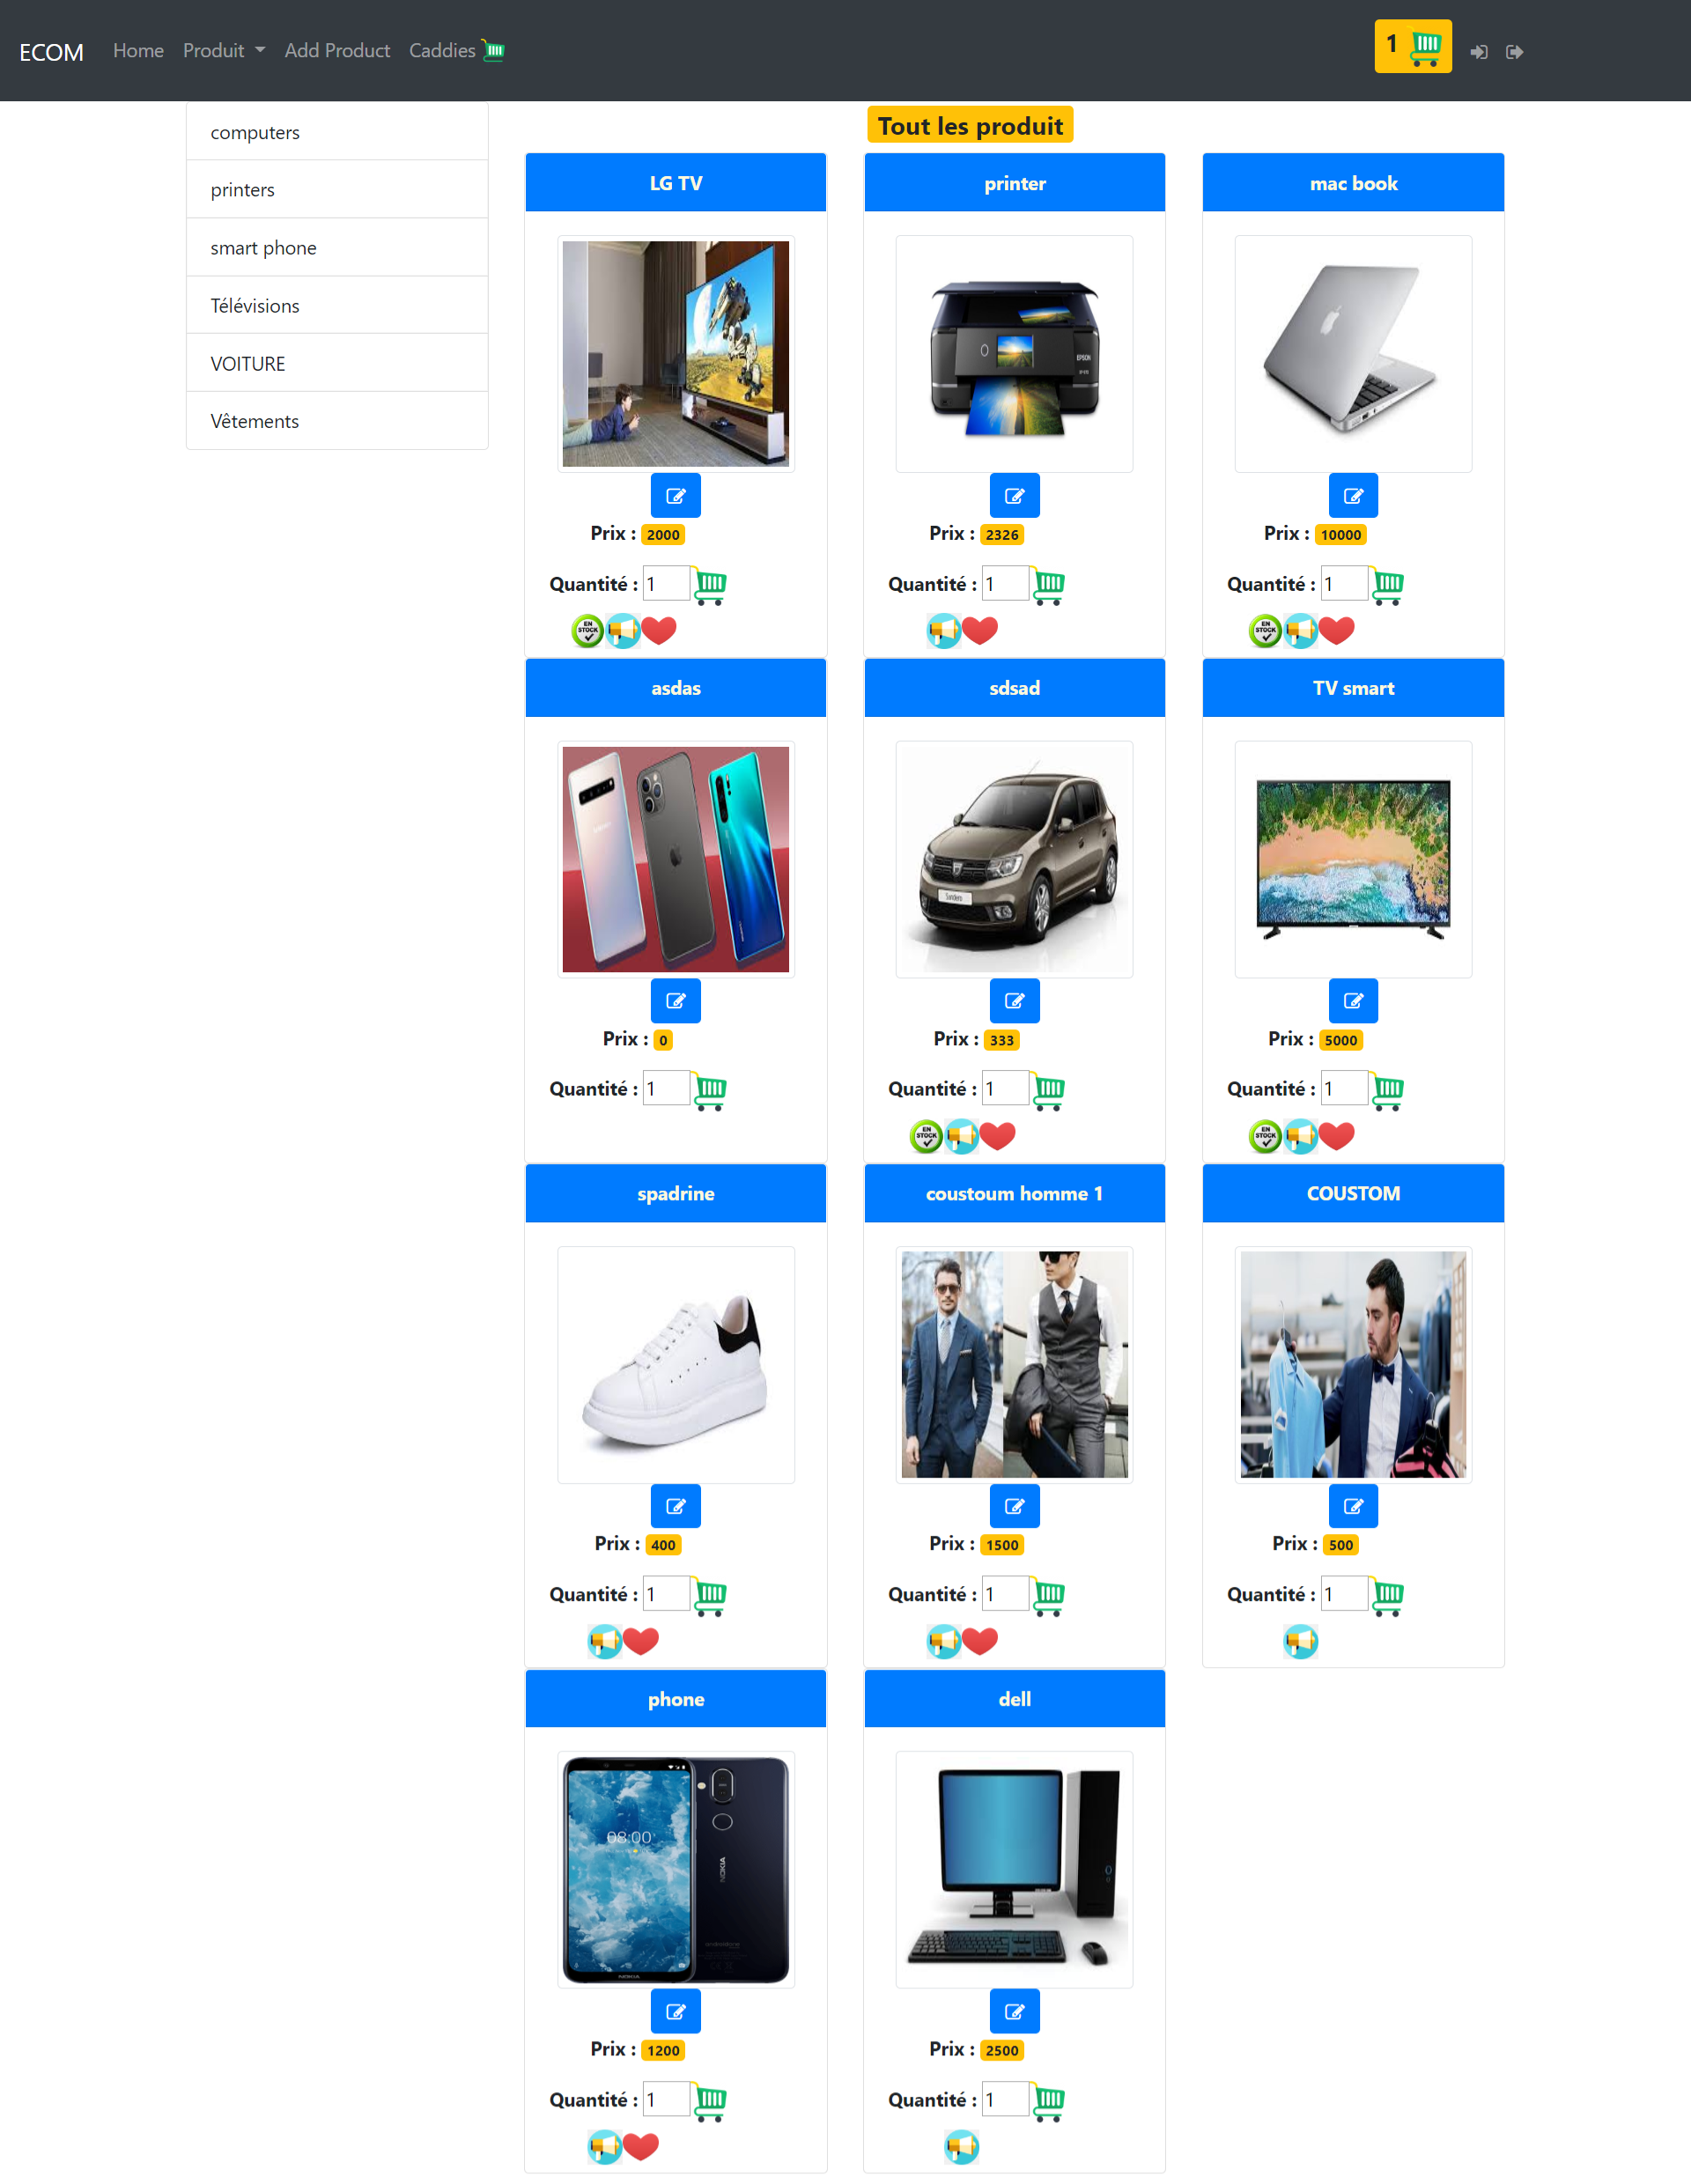 ECOM Home Produit Add Product Caddies 1
computers
printers
smart phone
Télévisions
VOITURE
Vêtements
Tout les produit
LG TV
EPSON
Prix : 2000
Quantité : 1
EN STOCK
printer
Prix : 2326
Quantité : 1
mac book
Prix : 10000
Quantité : 1
EN STOCK
asdas
Prix : 0
Quantité : 1
sdsad
Sandero
Prix : 333
Quantité : 1
EN STOCK
TV smart
Prix : 5000
Quantité : 1
EN STOCK
spadrine
Prix : 400
Quantité : 1
coustoum homme 1
Prix : 1500
Quantité : 1
COUSTOM
Prix : 500
Quantité : 1
phone
08:00
NOKIA
NOKIA
Prix : 1200
Quantité : 1
dell
Prix : 2500
Quantité : 1